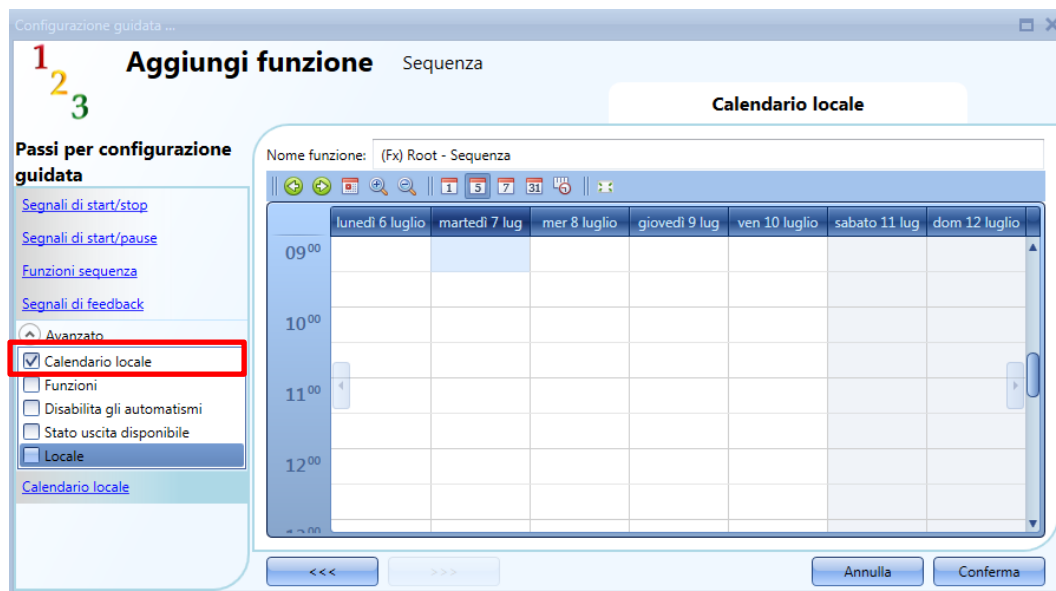 Configurazione guidata ...
1 2 3
Aggiungi funzione Sequenza
Calendario locale
Passi per configurazione
guidata
Segnali di start/stop
Segnali di start/pause
Funzioni sequenza
Segnali di feedback
Avanzato
Calendario locale
Funzioni
Disabilita gli automatismi
Stato uscita disponibile
Locale
Calendario locale
Nome funzione: (Fx) Root - Sequenza
1 5 7 31
lunedì 6 luglio martedì 7 lug mer 8 luglio giovedì 9 lug ven 10 luglio sabato 11 lug dom 12 luglio
09 00
10 00
11 00
12 00
<<< >>> Annulla Conferma